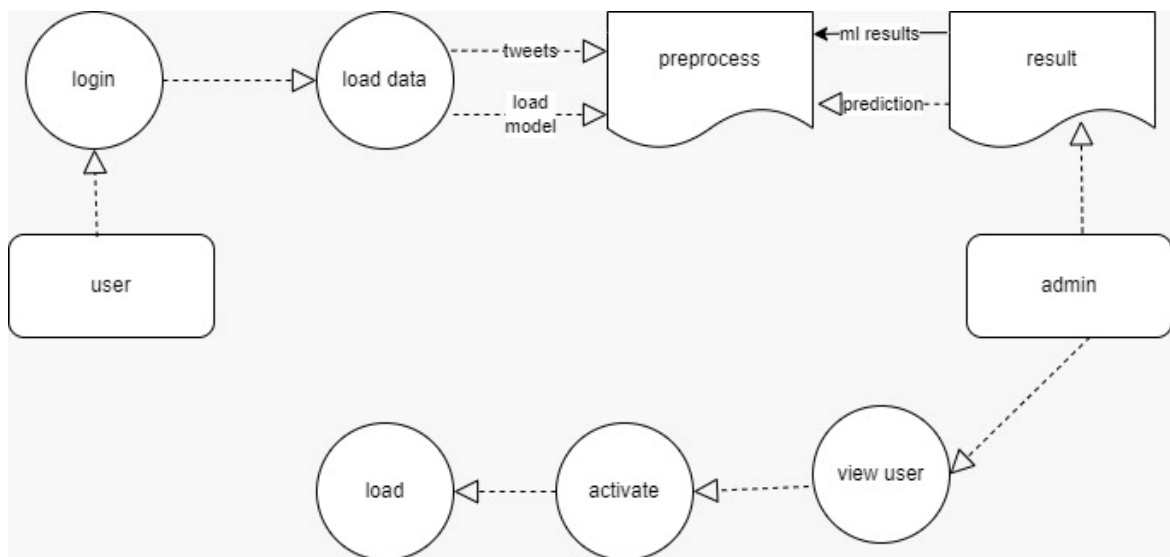 login
load data
tweets
load
model
preprocess
ml results
prediction
result
user
admin
load
activate
view user